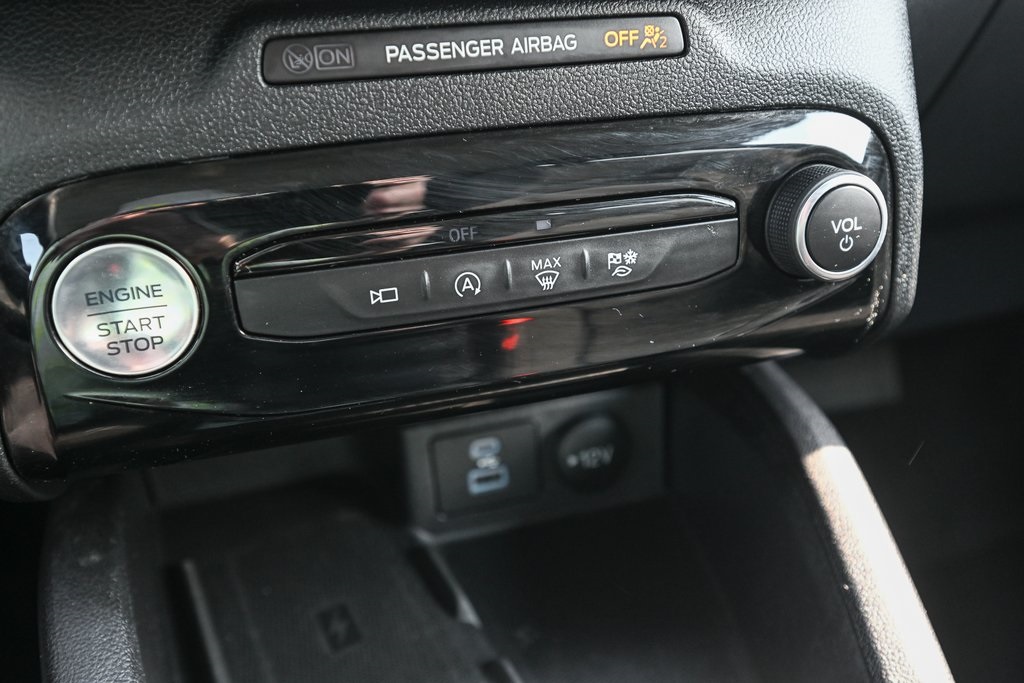 ON PASSENGER AIRBAG OFF 2
OFF
VOL
ENGINE
START
STOP
A
MAX
12V